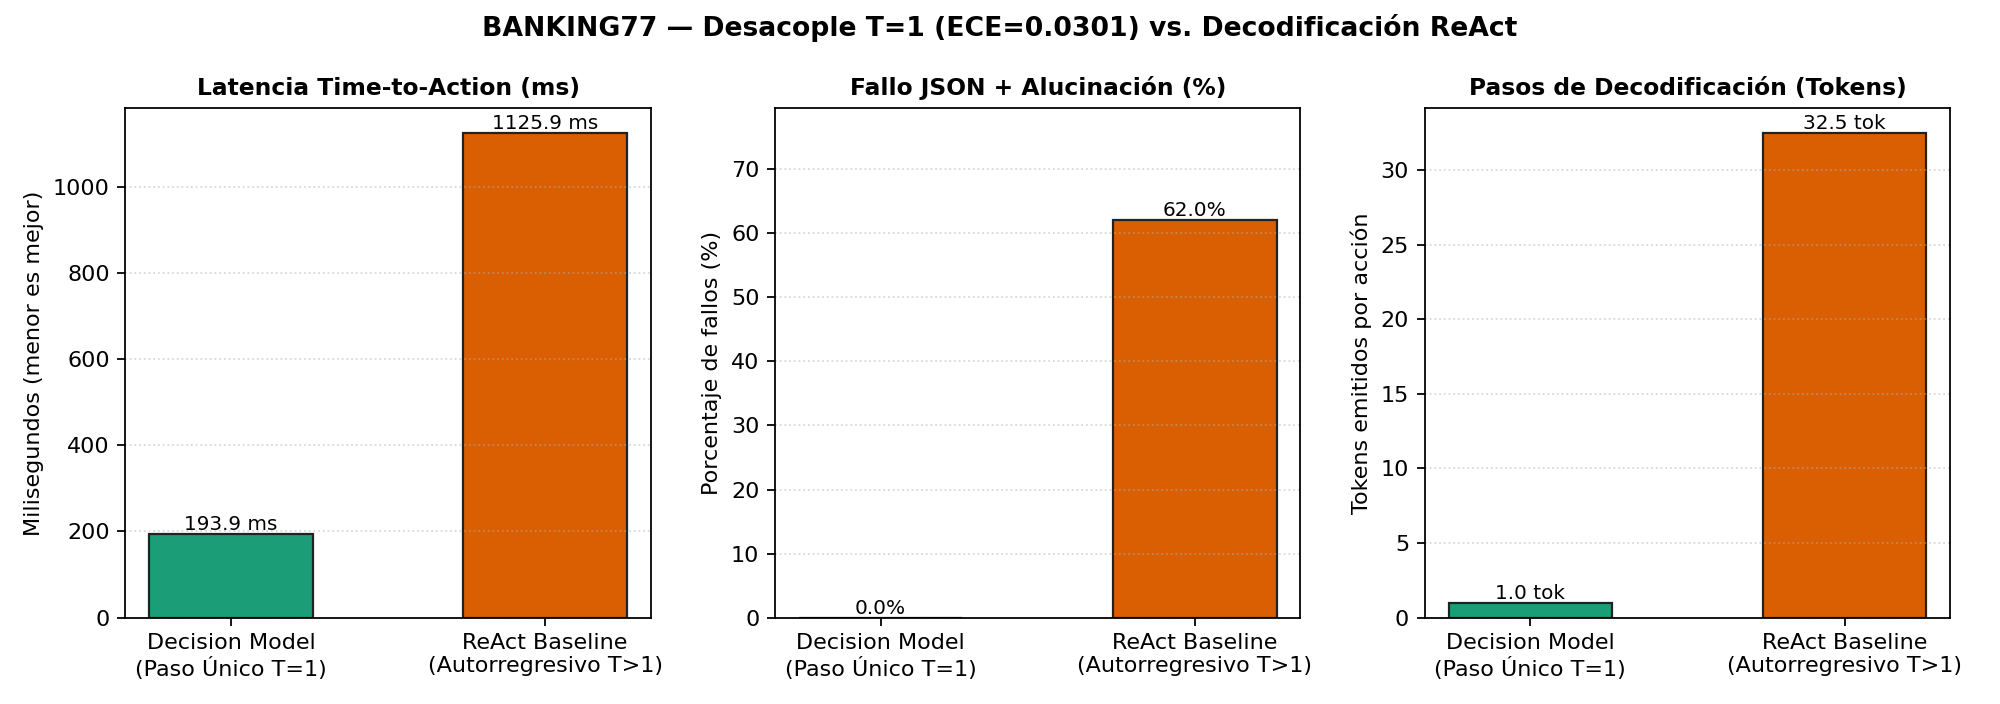 BANKING77 — Desacople T=1 (ECE=0.0301) vs. Decodificación ReAct
Latencia Time-to-Action (ms)
Milisegundos (menor es mejor)
1000
800
600
400
200
0
193.9 ms
1125.9 ms
Decision Model
(Paso Único T=1)
ReAct Baseline
(Autorregresivo T>1)
Fallo JSON + Alucinación (%)
Porcentaje de fallos (%)
70
60
50
40
30
20
10
0
0.0%
62.0%
Decision Model
(Paso Único T=1)
ReAct Baseline
(Autorregresivo T>1)
Pasos de Decodificación (Tokens)
Tokens emitidos por acción
30
25
20
15
10
5
0
1.0 tok
32.5 tok
Decision Model
(Paso Único T=1)
ReAct Baseline
(Autorregresivo T>1)